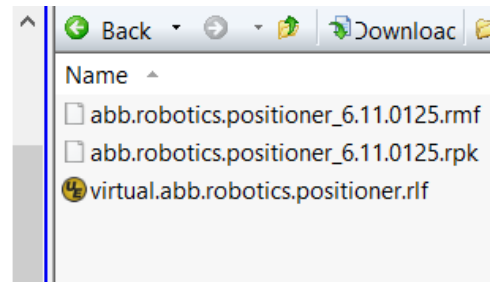 Back Downloac
Name
abb.robotics.positioner_6.11.0125.rmf
abb.robotics.positioner_6.11.0125.rpk
virtual.abb.robotics.positioner.rlf